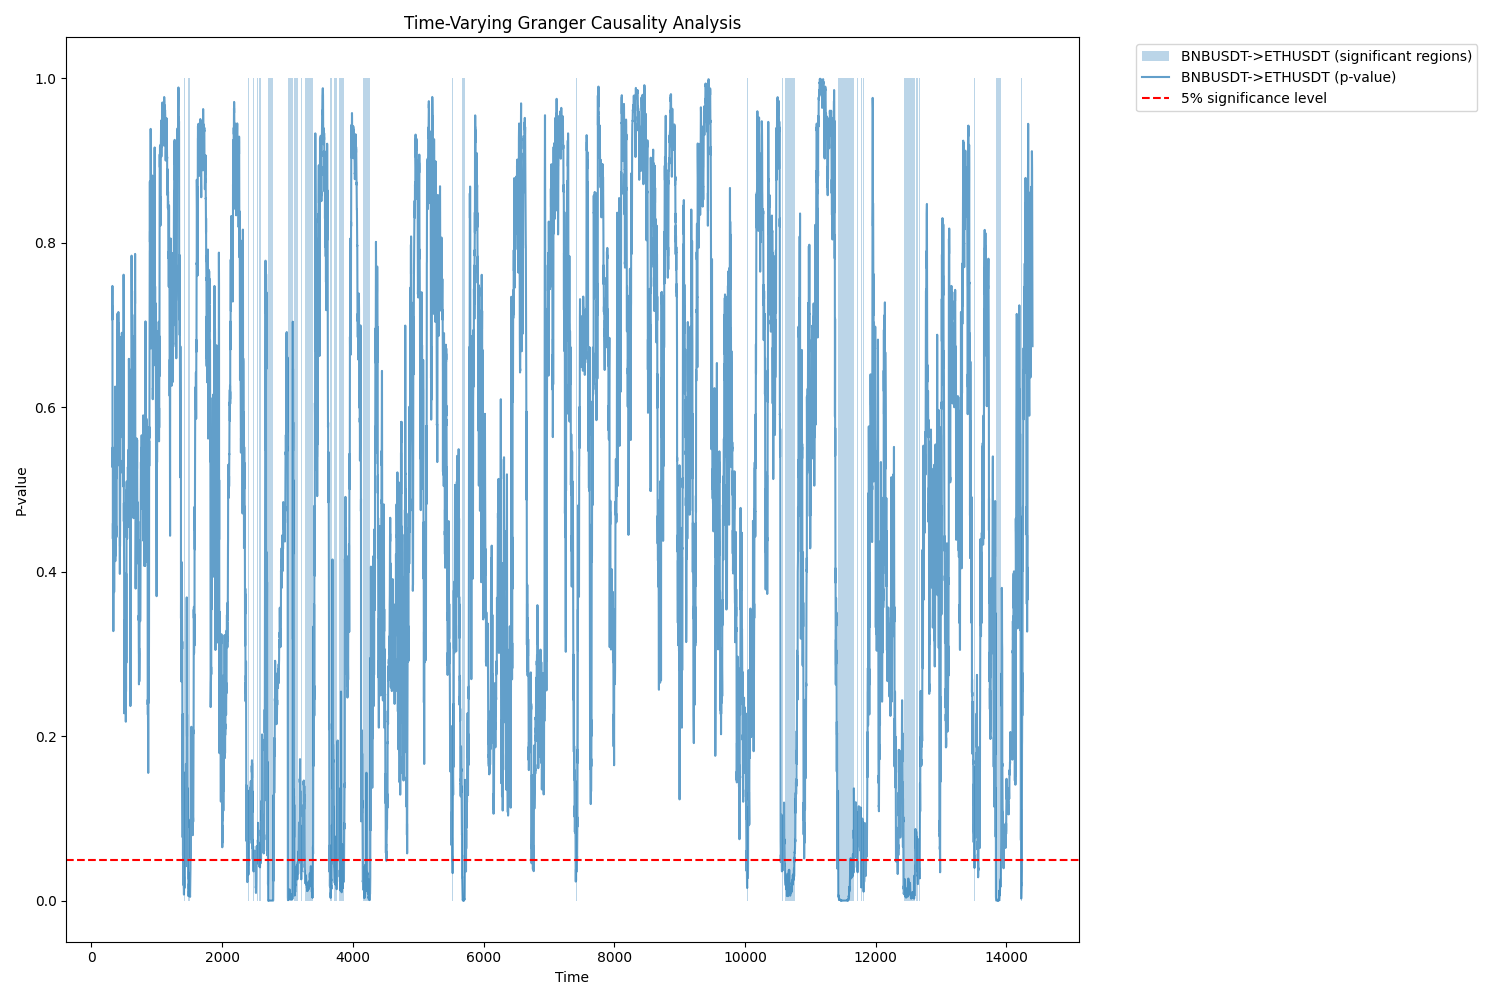 Time-Varying Granger Causality Analysis
BNBUSDT->ETHUSDT (significant regions)
BNBUSDT->ETHUSDT (p-value)
5% significance level
P-value
1.0
0.8
0.6
0.4
0.2
0.0
0
2000
4000
6000
8000
10000
12000
14000
Time